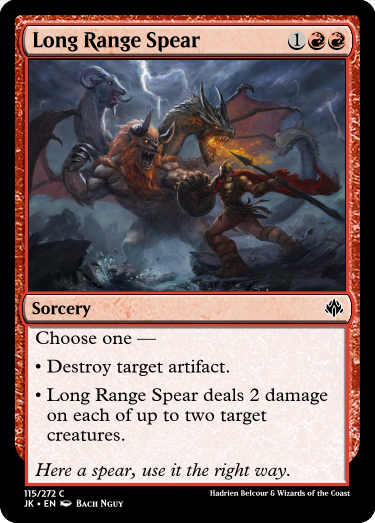 Long Range Spear 1
Sorcery
Choose one —
• Destroy target artifact.
• Long Range Spear deals 2 damage
on each of up to two target
creatures.
Here a spear, use it the right way.
115/272 C
Hadrien Belcour & Wizards of the Coast
JK • EN Bach Nguy